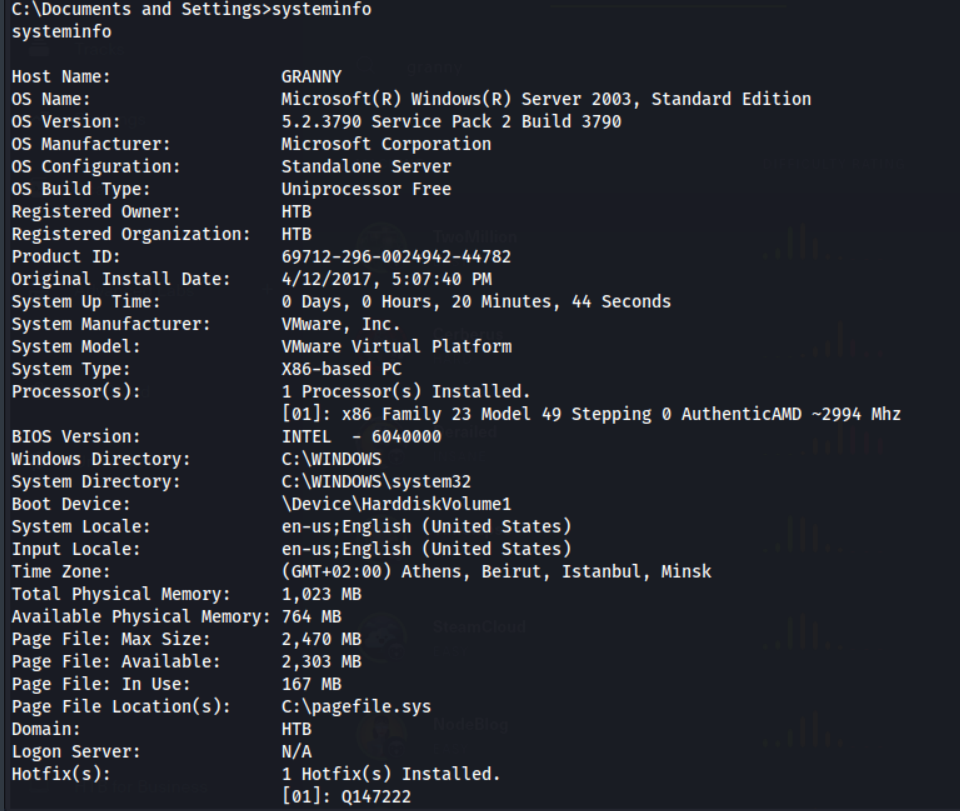 C:\Documents and Settings>systeminfo
systeminfo
Host Name: GRANNY
OS Name: Microsoft(R) Windows(R) Server 2003, Standard Edition
OS Version: 5.2.3790 Service Pack 2 Build 3790
OS Manufacturer: Microsoft Corporation
OS Configuration: Standalone Server
OS Build Type: Uniprocessor Free
Registered Owner: HTB
Registered Organization: HTB
Product ID: 69712-296-0024942-44782
Original Install Date: 4/12/2017, 5:07:40 PM
System Up Time: 0 Days, 0 Hours, 20 Minutes, 44 Seconds
System Manufacturer: VMware, Inc.
System Model: VMware Virtual Platform
System Type: X86-based PC
Processor(s): 1 Processor(s) Installed.
[01]: x86 Family 23 Model 49 Stepping 0 AuthenticAMD ~2994 Mhz
BIOS Version: INTEL  - 6040000
Windows Directory: C:\WINDOWS
System Directory: C:\WINDOWS\system32
Boot Device: \Device\HarddiskVolume1
System Locale: en-us;English (United States)
Input Locale: en-us;English (United States)
Time Zone: (GMT+02:00) Athens, Beirut, Istanbul, Minsk
Total Physical Memory: 1,023 MB
Available Physical Memory: 764 MB
SteamCloud
Page File: Max Size: 2,470 MB
Page File: Available: 2,303 MB
Page File: In Use: 167 MB
Page File Location(s): C:\pagefile.sys
NodeBlog
Domain: HTB
Logon Server: N/A
Hotfix(s): 1 Hotfix(s) Installed.
[01]: Q147222